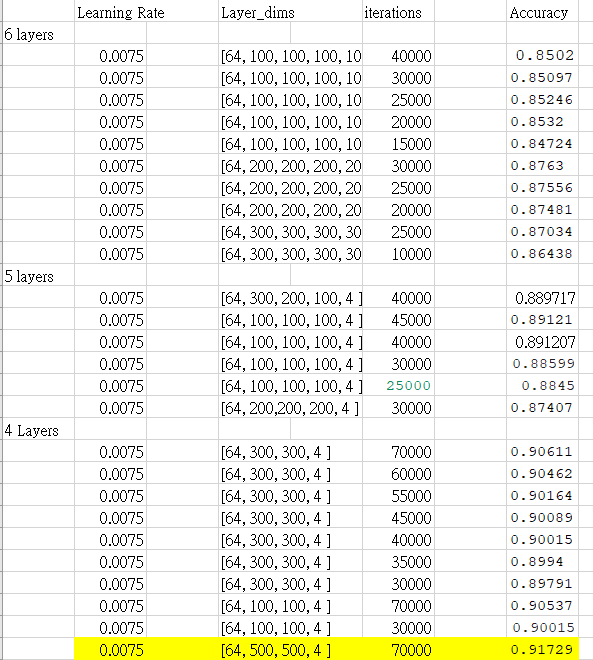 Learning Rate Layer_dims iterations Accuracy
6 layers
0.0075 [64, 100, 100, 100, 10 40000 0.8502
0.0075 [64, 100, 100, 100, 10 30000 0.85097
0.0075 [64, 100, 100, 100, 10 25000 0.85246
0.0075 [64, 100, 100, 100, 10 20000 0.8532
0.0075 [64, 100, 100, 100, 10 15000 0.84724
0.0075 [64, 200, 200, 200, 20 30000 0.8763
0.0075 [64, 200, 200, 200, 20 25000 0.87556
0.0075 [64, 200, 200, 200, 20 20000 0.87481
0.0075 [64, 300, 300, 300, 30 25000 0.87034
0.0075 [64, 300, 300, 300, 30 10000 0.86438
5 layers
0.0075 [64, 300, 200, 100, 4 ] 40000 0.889717
0.0075 [64, 100, 100, 100, 4 ] 45000 0.89121
0.0075 [64, 100, 100, 100, 4 ] 40000 0.891207
0.0075 [64, 100, 100, 100, 4 ] 30000 0.88599
0.0075 [64, 100, 100, 100, 4 ] 25000 0.8845
0.0075 [64, 200,200, 200, 4 ] 30000 0.87407
4 Layers
0.0075 [64, 300, 300, 4 ] 70000 0.90611
0.0075 [64, 300, 300, 4 ] 60000 0.90462
0.0075 [64, 300, 300, 4 ] 55000 0.90164
0.0075 [64, 300, 300, 4 ] 45000 0.90089
0.0075 [64, 300, 300, 4 ] 40000 0.90015
0.0075 [64, 300, 300, 4 ] 35000 0.8994
0.0075 [64, 300, 300, 4 ] 30000 0.89791
0.0075 [64, 100, 100, 4 ] 70000 0.90537
0.0075 [64, 100, 100, 4 ] 30000 0.90015
0.0075 [64, 500, 500, 4 ] 70000 0.91729